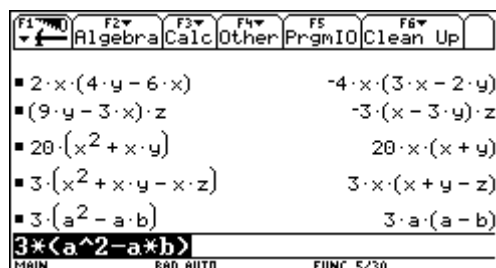 F1 F2 F3 F4 F5 F6
Algebra Calc Other PrgmIO Clean Up
2·x·(4·y - 6·x) -4·x·(3·x - 2·y)
(9·y - 3·x)·z -3·(x - 3·y)·z
20·(x² + x·y) 20·x·(x + y)
3·(x² + x·y - x·z) 3·x·(x + y - z)
3·(a² - a·b) 3·a·(a - b)
3*(a^2-a*b)
MAIN RAD AUTO FUNC 5/30